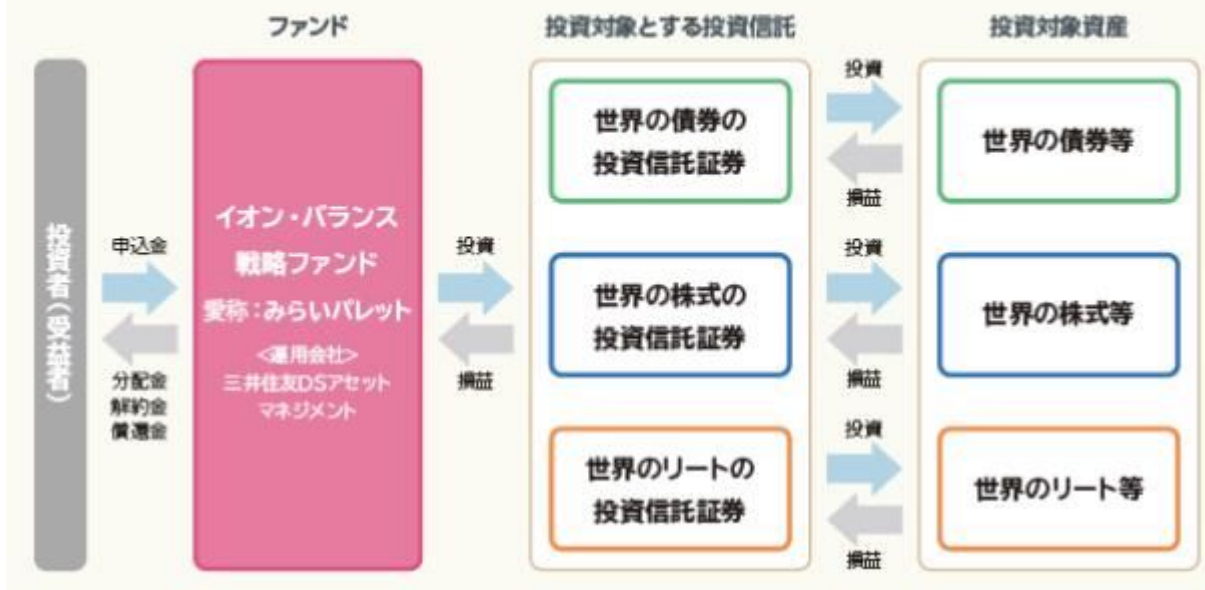 ファンド
投資対象とする投資信託
投資対象資産
投資者(受益者)
申込金
分配金
解約金
償還金
イオン・バランス
戦略ファンド
愛称：みらいパレット
<運用会社>
三井住友DSアセット
マネジメント
投資
損益
世界の債券の
投資信託証券
投資
損益
世界の債券等
世界の株式の
投資信託証券
投資
損益
世界の株式等
世界のリートの
投資信託証券
投資
損益
世界のリート等